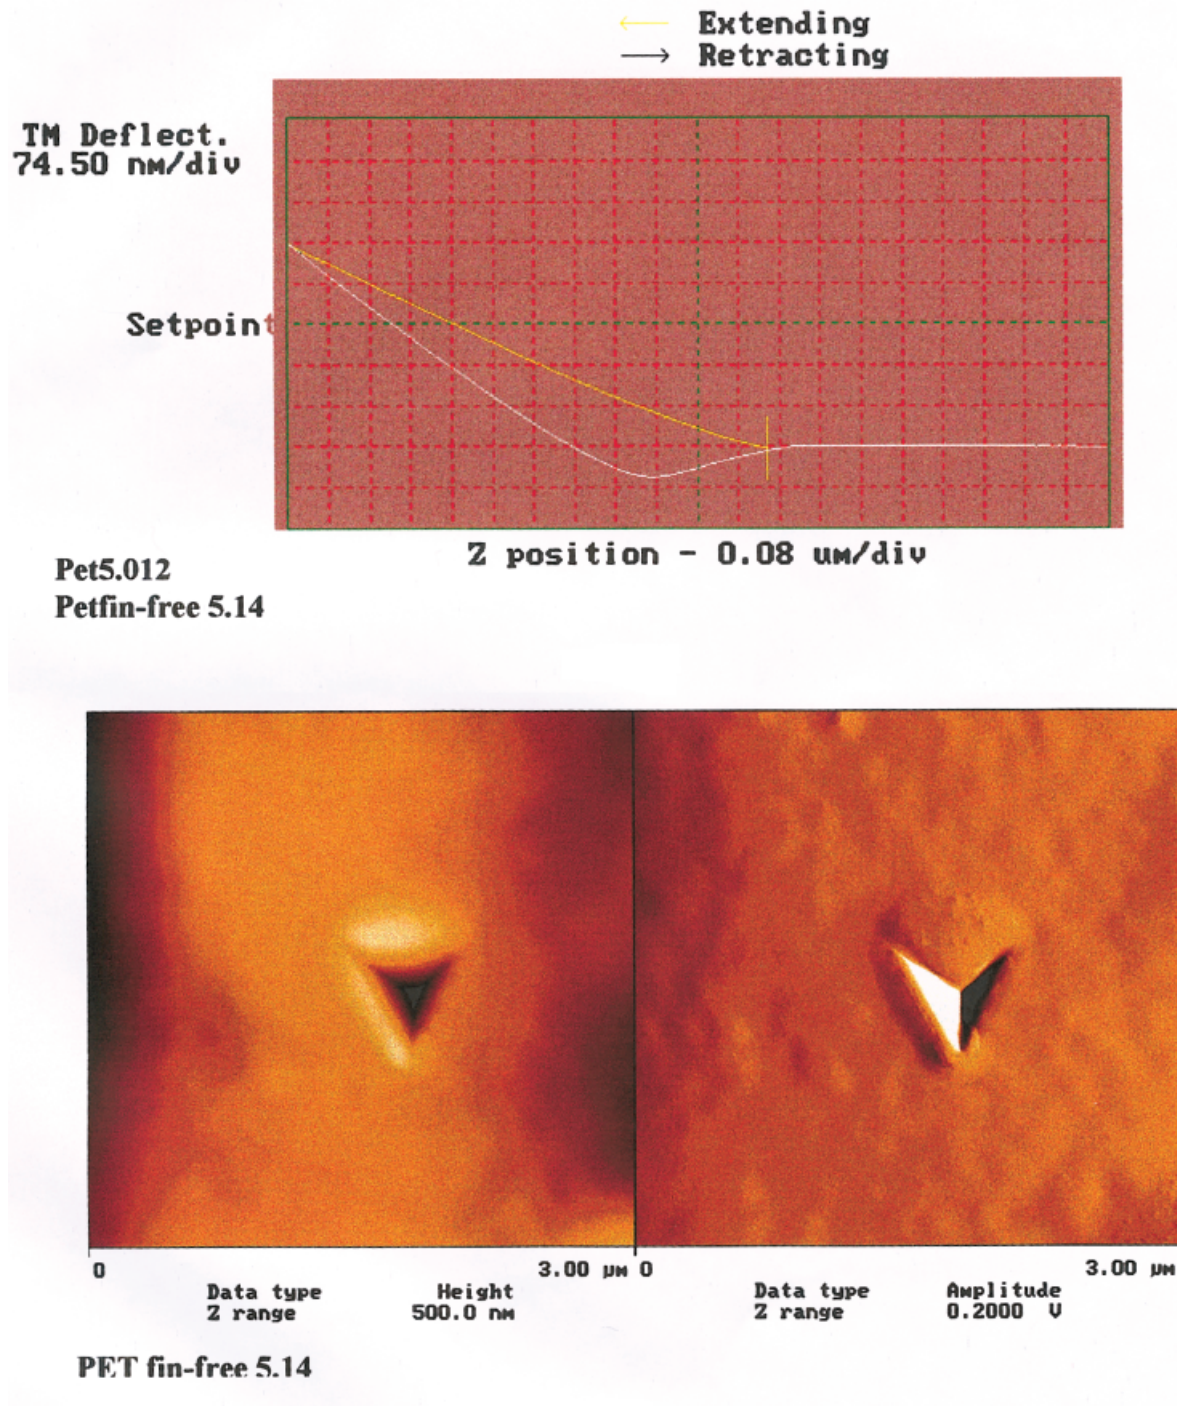 Extending
Retracting
TM Deflect.
74.50 nm/div
Setpoint
Z position - 0.08 um/div
Pet5.012
Petfin-free 5.14
0 3.00 µm 0 3.00 µm
Data type Height Data type Amplitude
Z range 500.0 nm Z range 0.2000 V
PET fin-free 5.14